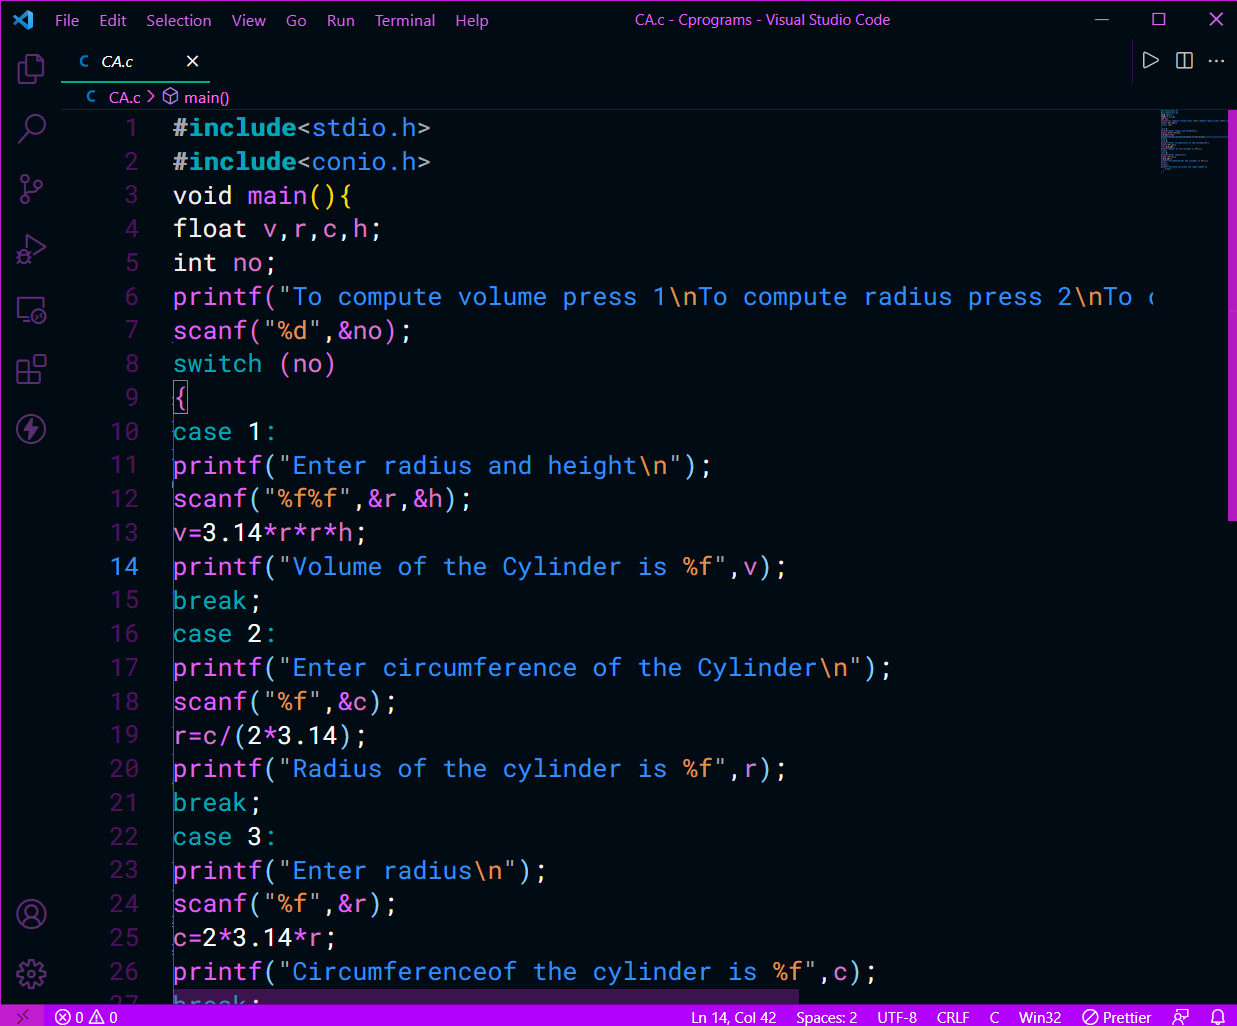 File Edit Selection View Go Run Terminal Help CA.c - Cprograms - Visual Studio Code
C CA.c
C CA.c > main()
1 #include<stdio.h>
2 #include<conio.h>
3 void main(){
4 float v,r,c,h;
5 int no;
6 printf("To compute volume press 1\nTo compute radius press 2\nTo
7 scanf("%d",&no);
8 switch (no)
9 {
10 case 1:
11 printf("Enter radius and height\n");
12 scanf("%f%f",&r,&h);
13 v=3.14*r*r*h;
14 printf("Volume of the Cylinder is %f",v);
15 break;
16 case 2:
17 printf("Enter circumference of the Cylinder\n");
18 scanf("%f",&c);
19 r=c/(2*3.14);
20 printf("Radius of the cylinder is %f",r);
21 break;
22 case 3:
23 printf("Enter radius\n");
24 scanf("%f",&r);
25 c=2*3.14*r;
26 printf("Circumferenceof the cylinder is %f",c);
27 break;
0 0 Ln 14, Col 42 Spaces: 2 UTF-8 CRLF C Win32 Prettier